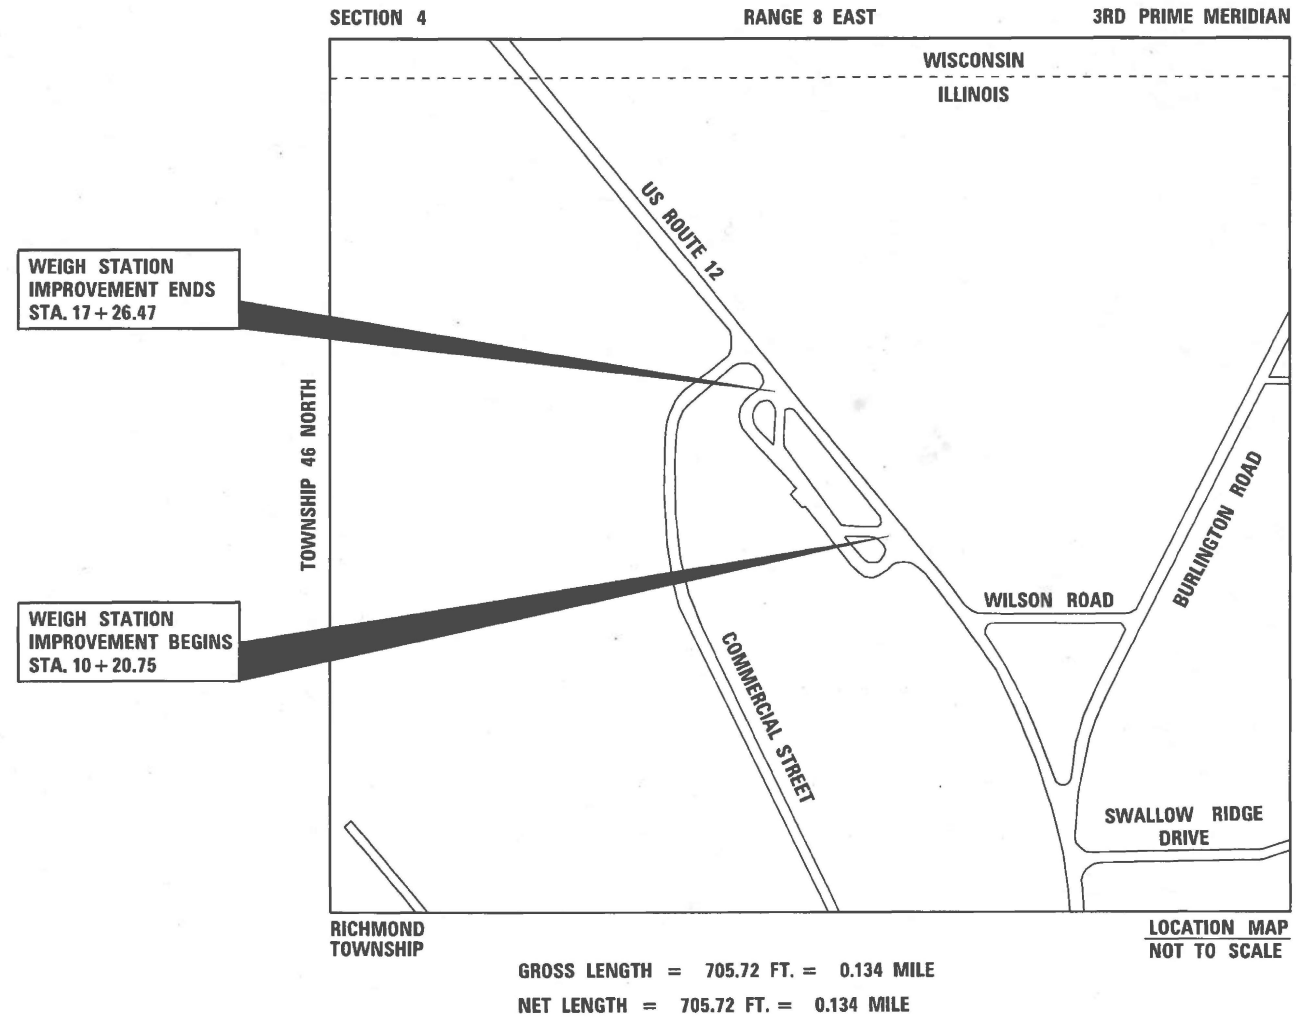 SECTION 4
RANGE 8 EAST
3RD PRIME MERIDIAN
WISCONSIN
ILLINOIS
US ROUTE 12
WEIGH STATION
IMPROVEMENT ENDS
STA. 17 + 26.47
TOWNSHIP 46 NORTH
BURLINGTON ROAD
WILSON ROAD
WEIGH STATION
IMPROVEMENT BEGINS
STA. 10 + 20.75
COMMERCIAL STREET
SWALLOW RIDGE
DRIVE
RICHMOND
TOWNSHIP
LOCATION MAP
NOT TO SCALE
GROSS LENGTH = 705.72 FT. = 0.134 MILE
NET LENGTH = 705.72 FT. = 0.134 MILE